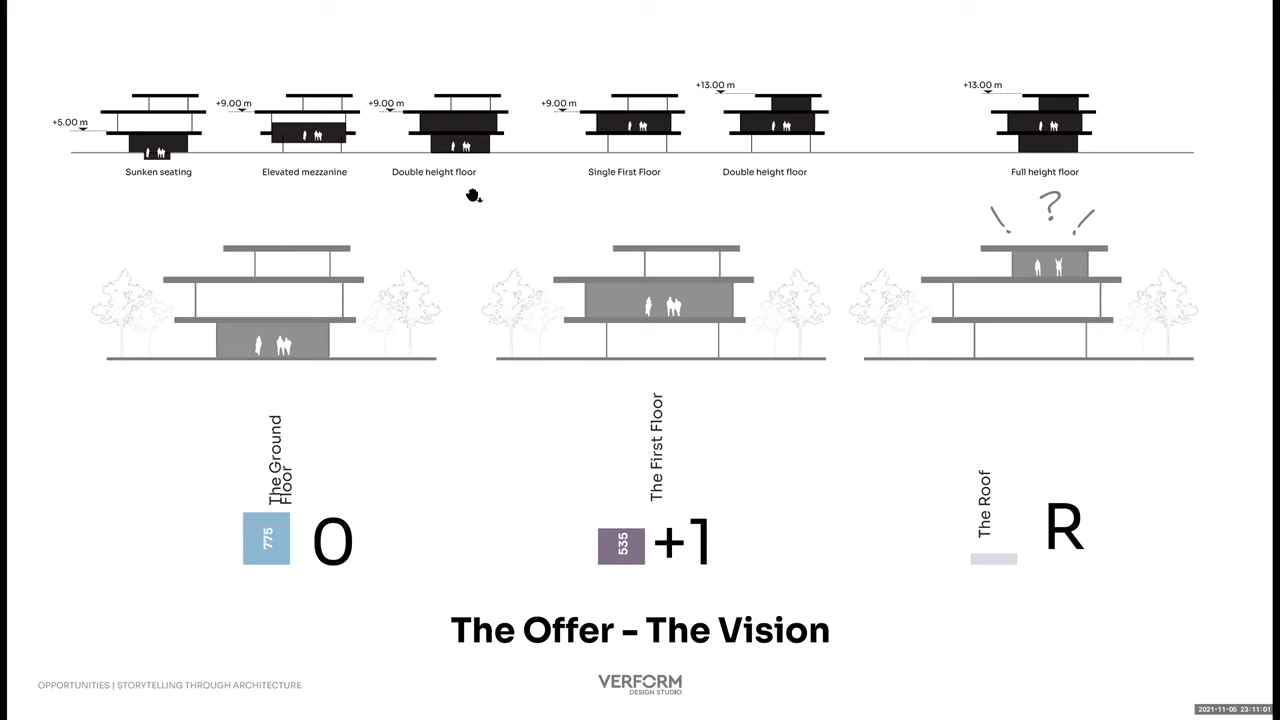 +13.00 m
+13.00 m
+9.00 m
+9.00 m
+9.00 m
+5.00 m
Sunken seating
Elevated mezzanine
Double height floor
Single First Floor
Double height floor
Full height floor
?
The Ground
Floor
775
0
The First Floor
535
+1
The Roof
R
The Offer - The Vision
OPPORTUNITIES | STORYTELLING THROUGH ARCHITECTURE
VERFORM
DESIGN STUDIO
2021-11-05 23:11:01